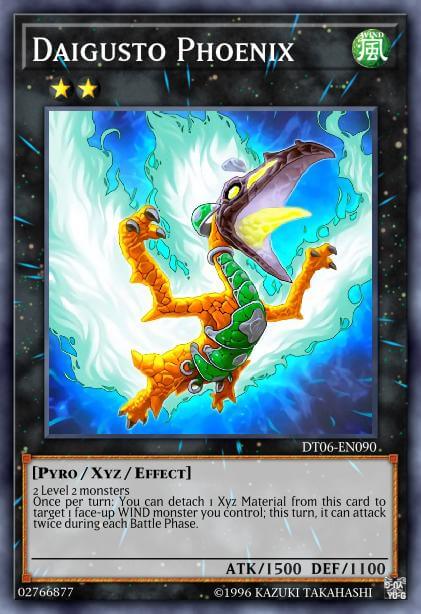 Daigusto Phoenix
WIND
風
DT06-EN090
[Pyro / Xyz / Effect]
2 Level 2 monsters
Once per turn: You can detach 1 Xyz Material from this card to
target 1 face-up WIND monster you control; this turn, it can attack
twice during each Battle Phase.
ATK/1500 DEF/1100
02766877
©1996 KAZUKI TAKAHASHI